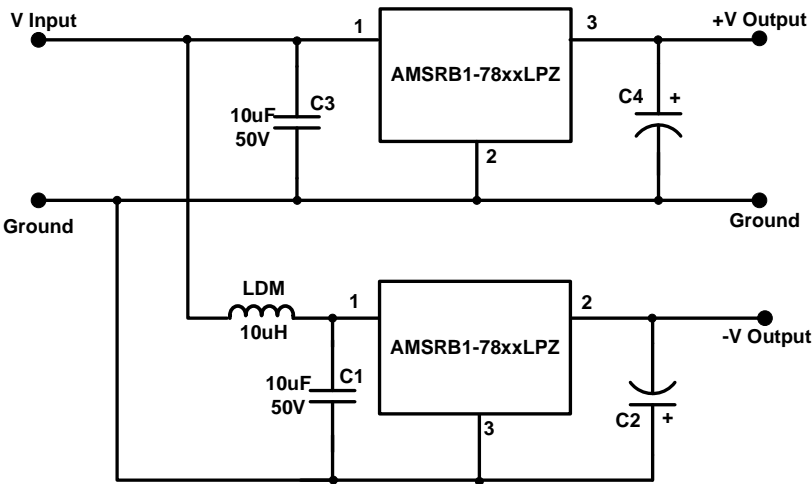 V Input
1
3
+V Output
AMSRB1-78xxLPZ
C3
10uF
50V
C4
+
2
Ground
Ground
LDM
10uH
1
2
AMSRB1-78xxLPZ
-V Output
C1
10uF
50V
C2
+
3